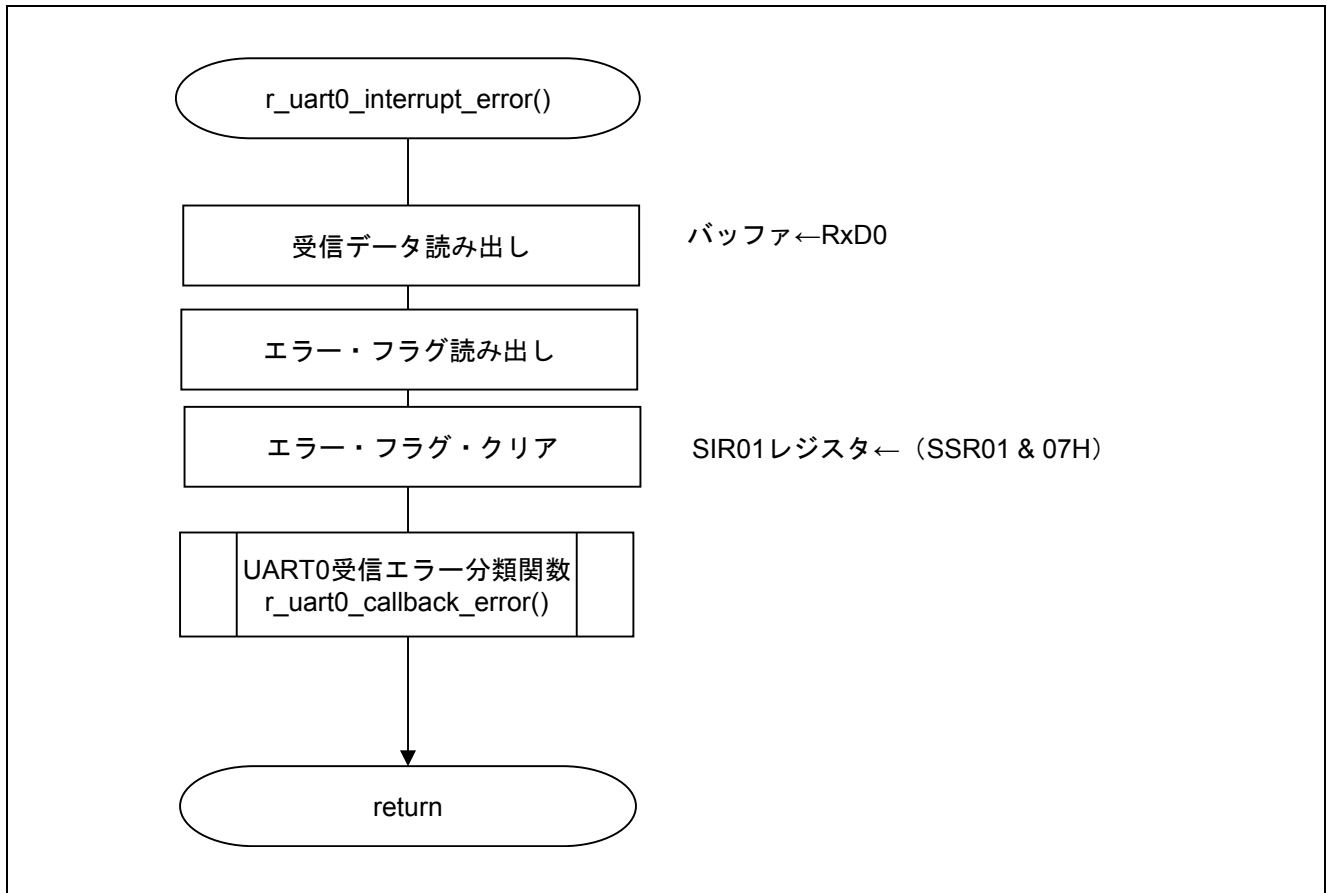 r_uart0_interrupt_error()
受信データ読み出し
バッファ←RxD0
エラー・フラグ読み出し
エラー・フラグ・クリア
SIR01レジスタ←（SSR01 & 07H）
UART0受信エラー分類関数
r_uart0_callback_error()
return